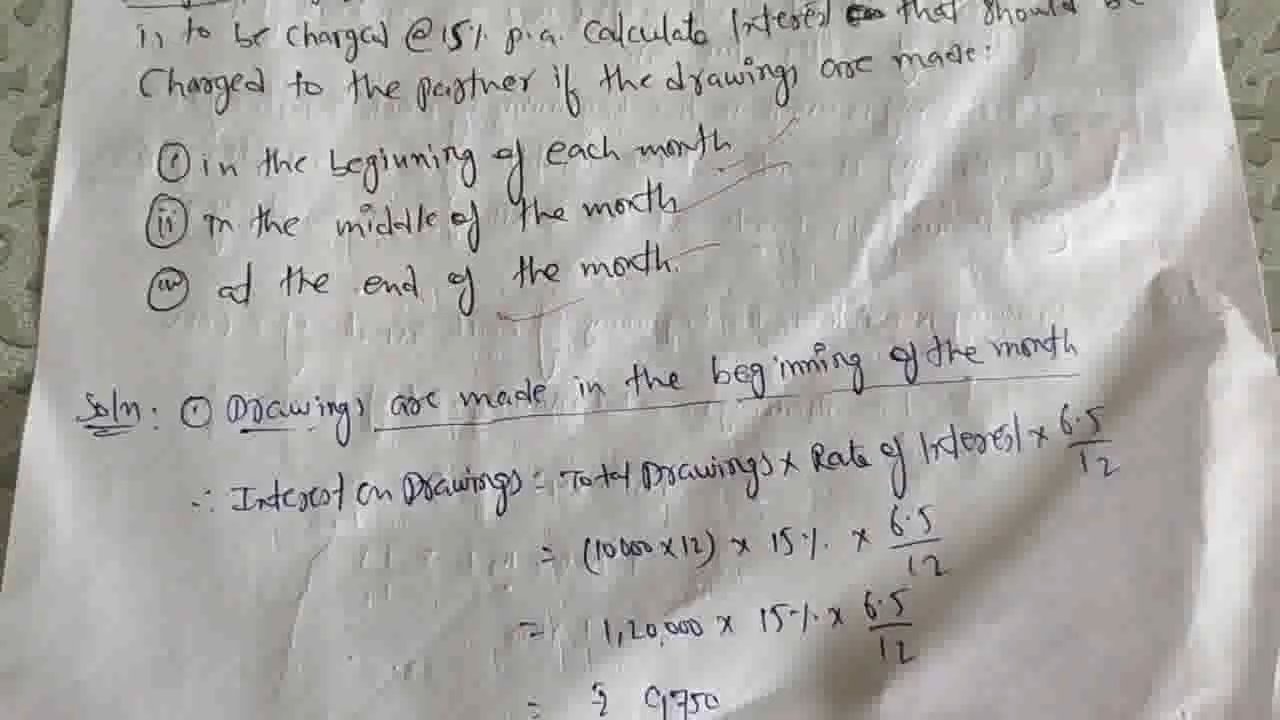 is to be charged @ 15% p.a. Calculate Interest that should be
Charged to the partner if the drawings are made:
(i) in the beginning of each month
(ii) in the middle of the month
(iii) at the end of the month.
Soln: (i) Drawings are made in the beginning of the month
∴ Interest on Drawings = Total Drawings x Rate of Interest x 6.5/12
= (10000 x 12) x 15% x 6.5/12
= 1,20,000 x 15% x 6.5/12
= ₹ 9750